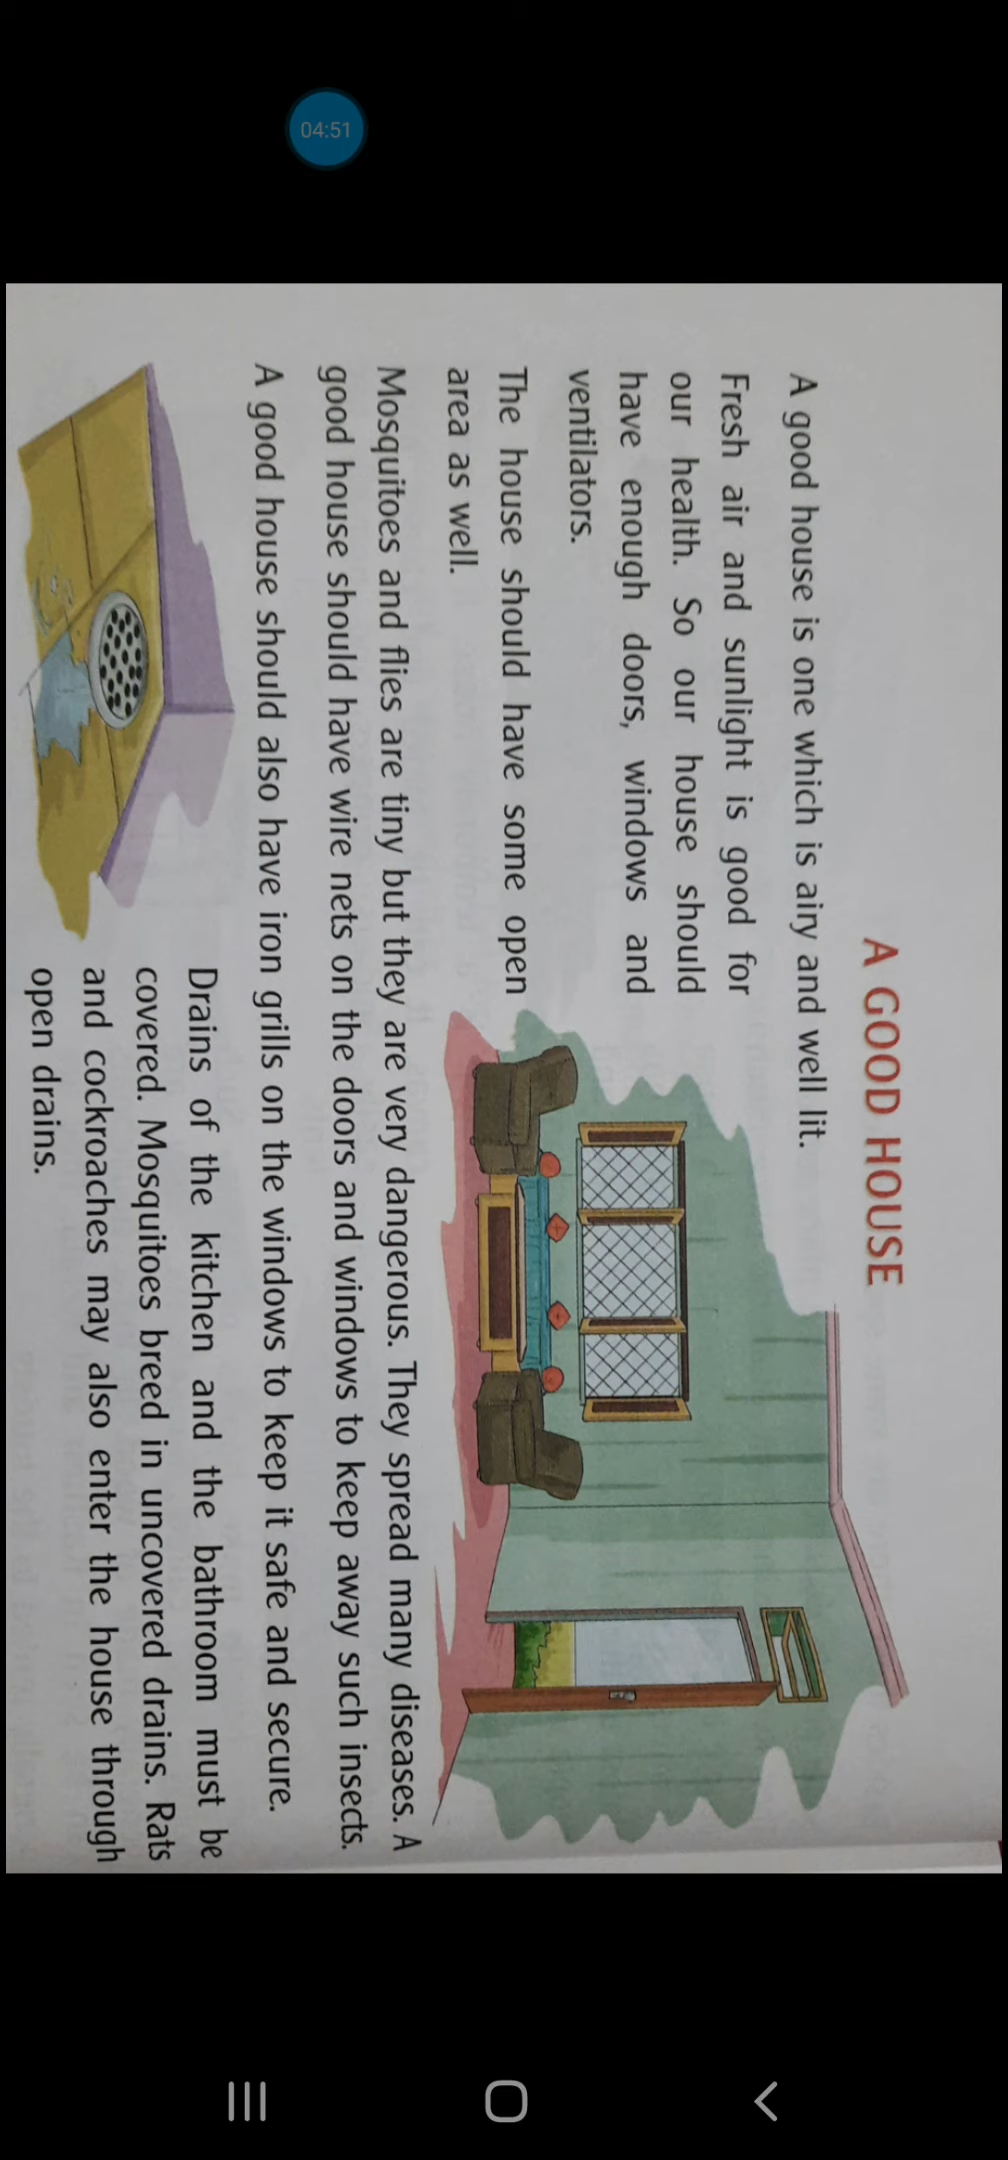 04:51
A GOOD HOUSE
A good house is one which is airy and well lit.
Fresh air and sunlight is good for
our health. So our house should
have enough doors, windows and
ventilators.
The house should have some open
area as well.
Mosquitoes and flies are tiny but they are very dangerous. They spread many diseases. A
good house should have wire nets on the doors and windows to keep away such insects.
A good house should also have iron grills on the windows to keep it safe and secure.
Drains of the kitchen and the bathroom must be
covered. Mosquitoes breed in uncovered drains. Rats
and cockroaches may also enter the house through
open drains.